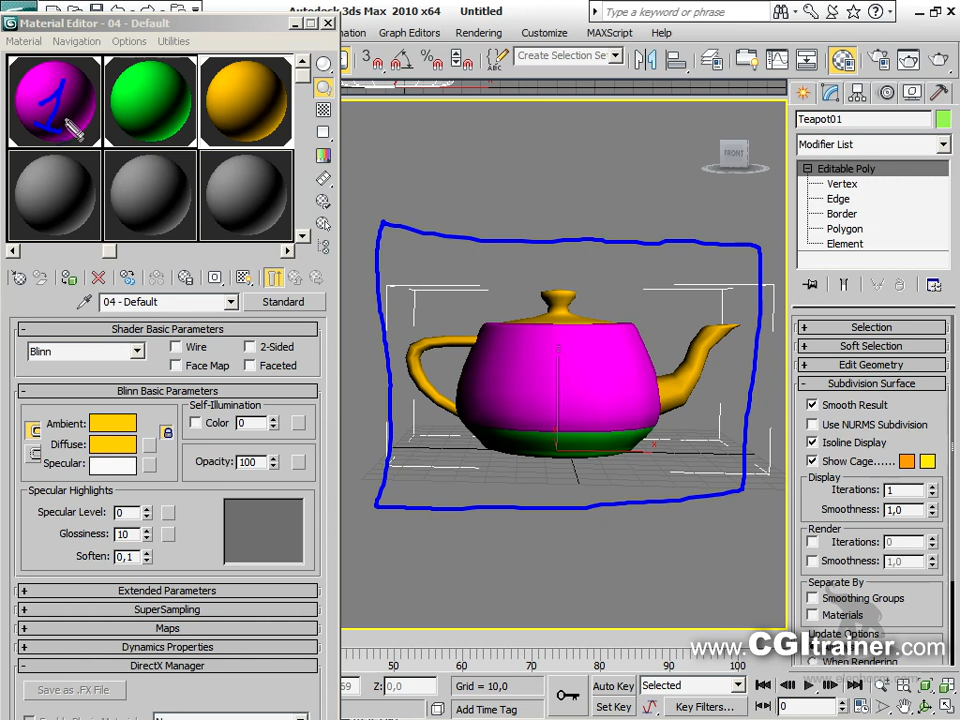 Autodesk 3ds Max 2010 x64 Untitled
Type a keyword or phrase
Material Editor - 04 - Default
Material Navigation Options Utilities
Graph Editors Rendering Customize MAXScript Help
3 % ABC Create Selection Se
1
FRONT
Teapot01
Modifier List
Editable Poly
Vertex
Edge
Border
Polygon
Element
04 - Default Standard
Shader Basic Parameters
Blinn Wire 2-Sided
Face Map Faceted
Blinn Basic Parameters
Self-Illumination
Ambient: Color 0
Diffuse:
Specular: Opacity: 100
Specular Highlights
Specular Level: 0
Glossiness: 10
Soften: 0,1
Extended Parameters
SuperSampling
Maps
Dynamics Properties
DirectX Manager
Save as .FX File
x
Selection
Soft Selection
Edit Geometry
Subdivision Surface
Smooth Result
Use NURMS Subdivision
Isoline Display
Show Cage......
Display
Iterations: 1
Smoothness: 1,0
Render
Iterations: 0
Smoothness: 1,0
Separate By
Smoothing Groups
Materials
Update Options
When Rendering
www.CGItrainer.com
50 60 70 80 90 100
Z: 0,0 Grid = 10,0 Auto Key Selected
Add Time Tag Set Key Key Filters... 0